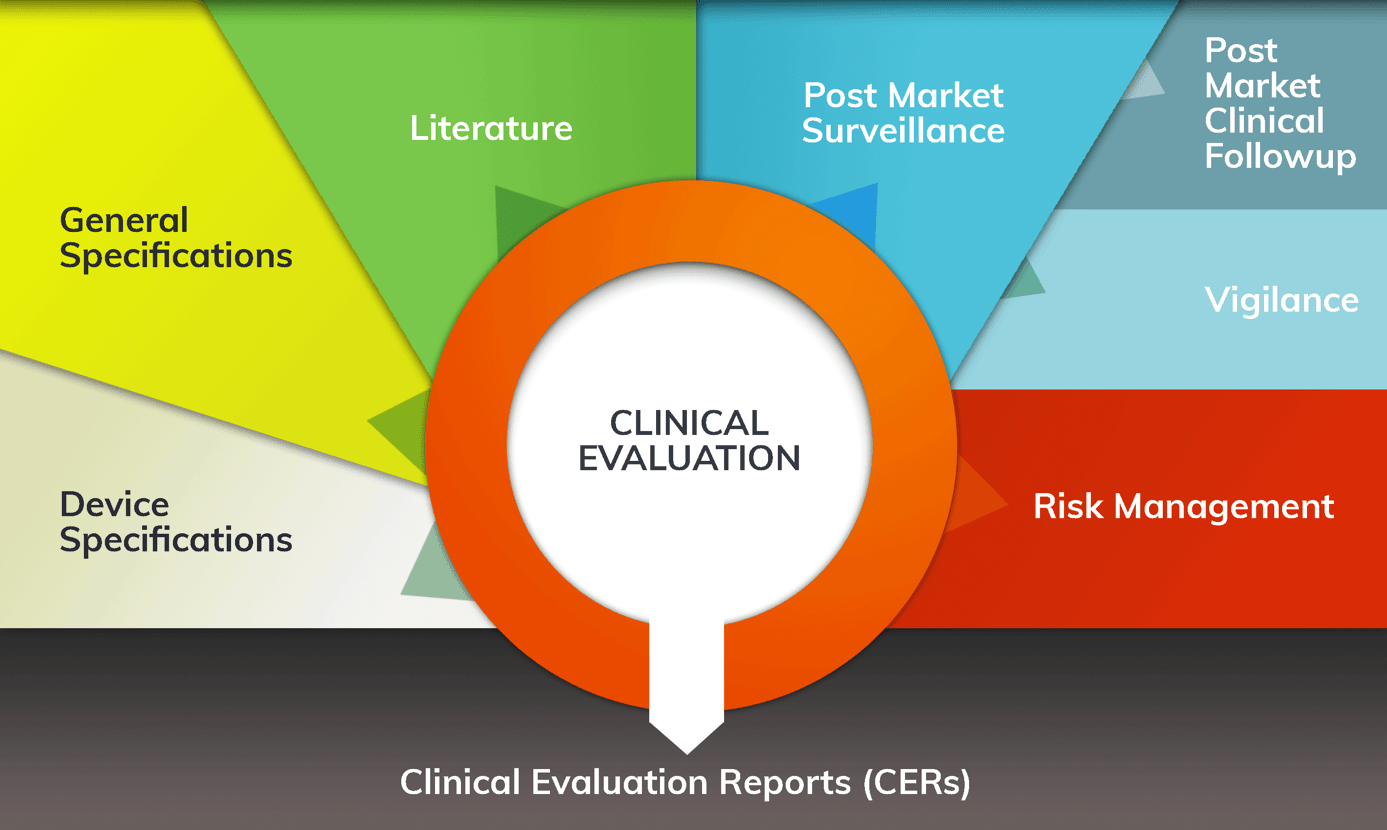 Literature
Post Market
Surveillance
Post
Market
Clinical
Followup
General
Specifications
Vigilance
CLINICAL
EVALUATION
Device
Specifications
Risk Management
Clinical Evaluation Reports (CERs)